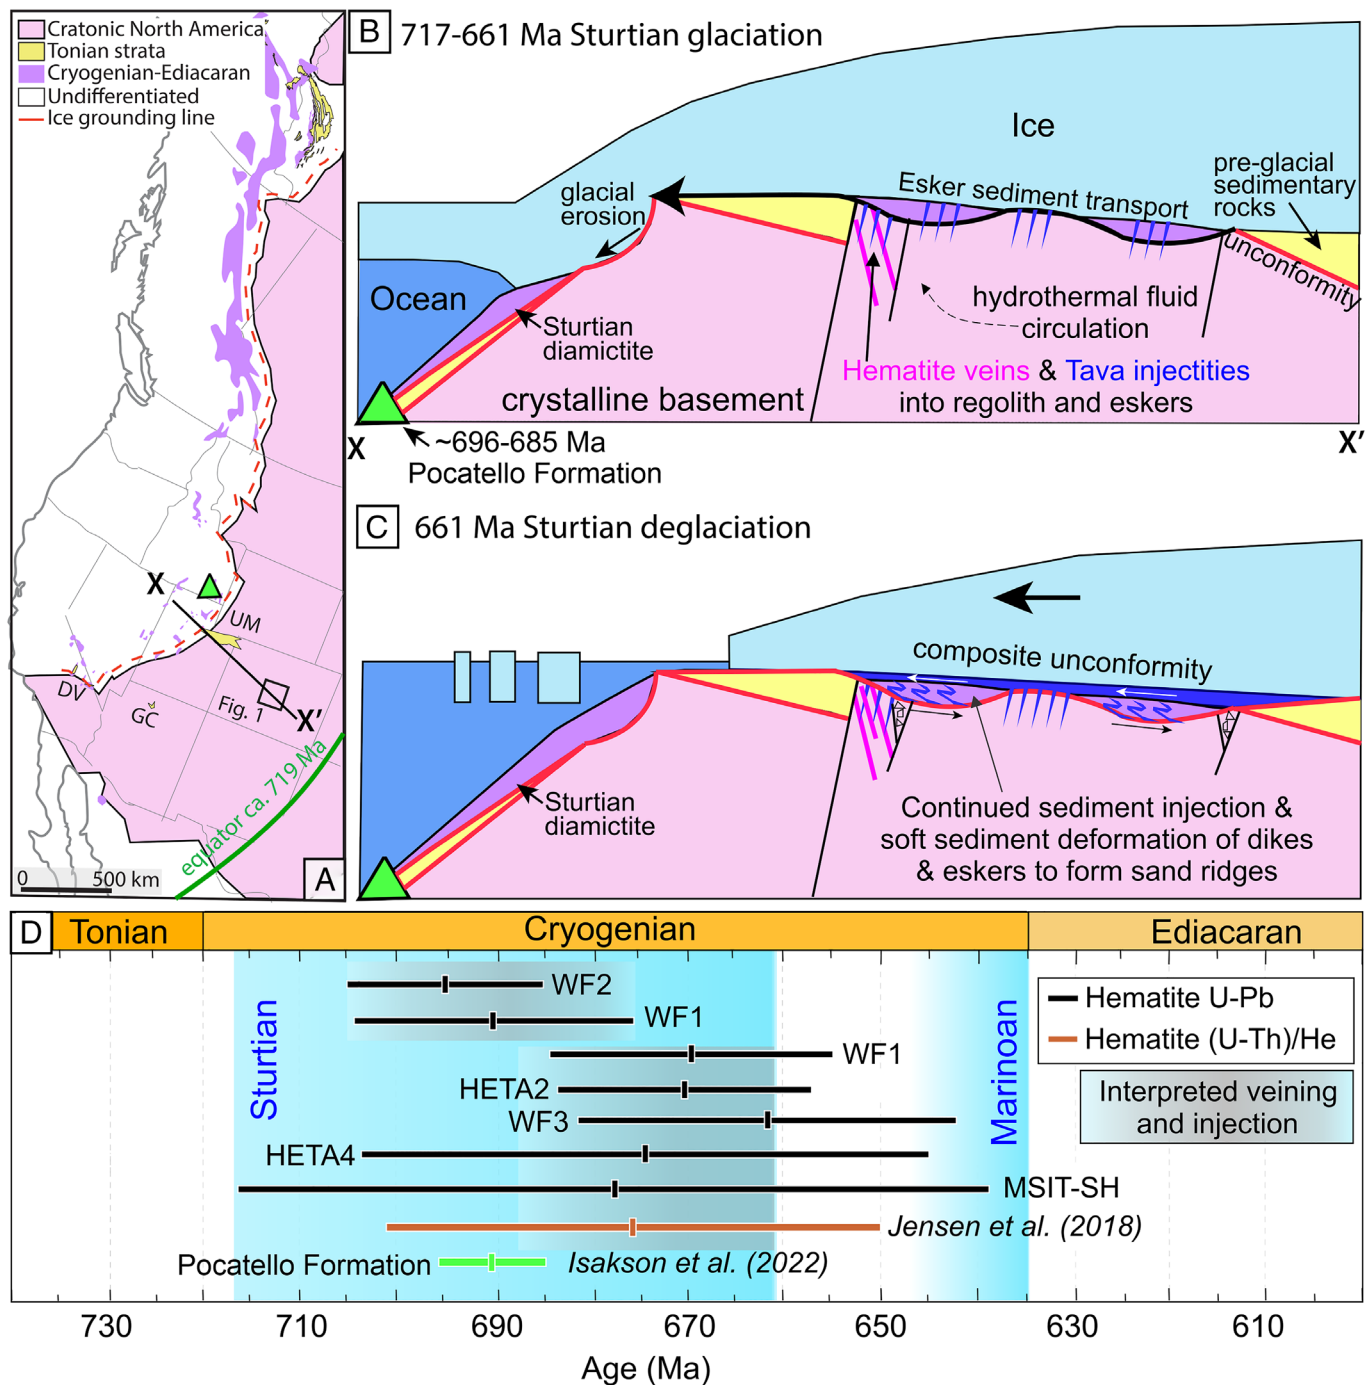 Cratonic North America
Tonian strata
Cryogenian-Ediacaran
Undifferentiated
Ice grounding line
X
UM
DV
GC
Fig. 1
X'
equator ca. 719 Ma
0 500 km
A
B 717-661 Ma Sturtian glaciation
Ice
glacial
erosion
Esker sediment transport
pre-glacial
sedimentary
rocks
unconformity
Ocean
Sturtian
diamictite
hydrothermal fluid
circulation
Hematite veins & Tava injectities
into regolith and eskers
crystalline basement
X
X'
~696-685 Ma
Pocatello Formation
C 661 Ma Sturtian deglaciation
composite unconformity
Sturtian
diamictite
Continued sediment injection &
soft sediment deformation of dikes
& eskers to form sand ridges
D Tonian Cryogenian Ediacaran
Sturtian
Marinoan
WF2
WF1
WF1
HETA2
WF3
HETA4
MSIT-SH
Jensen et al. (2018)
Pocatello Formation Isakson et al. (2022)
Hematite U-Pb
Hematite (U-Th)/He
Interpreted veining
and injection
730 710 690 670 650 630 610
Age (Ma)